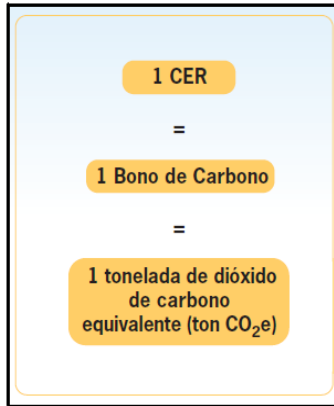 1 CER
=
1 Bono de Carbono
=
1 tonelada de dióxido
de carbono
equivalente (ton CO₂e)